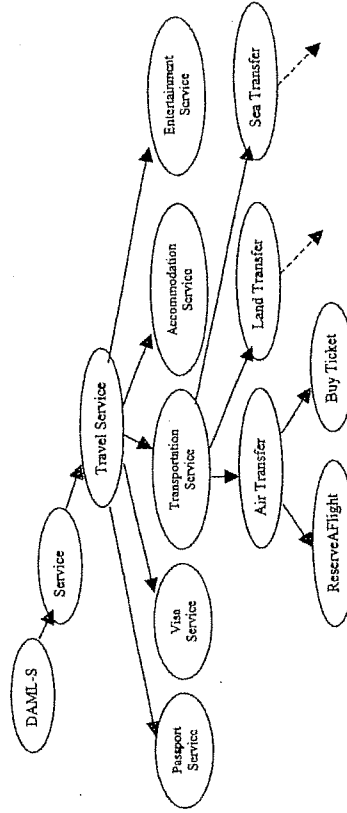 DAML-S
Service
Travel Service
Passport
Service
Visa
Service
Transportation
Service
Accommodation
Service
Entertainment
Service
Air Transfer
Land Transfer
Sea Transfer
ReserveAFlight
Buy Ticket